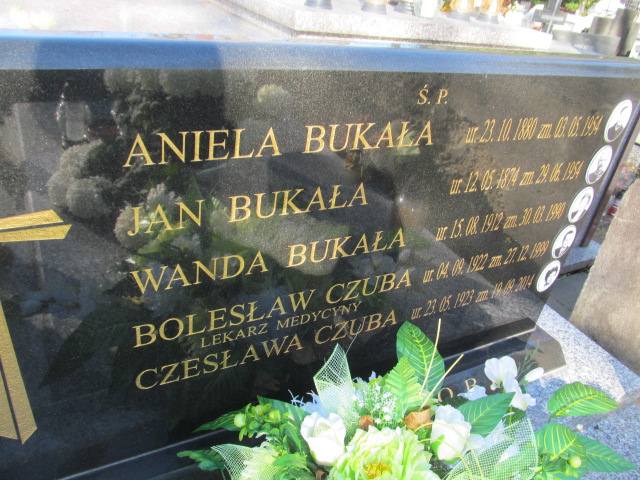 Ś. P.
ANIELA BUKAŁA ur. 23. 10. 1880 zm. 03. 05. 1954
JAN BUKAŁA ur. 12. 05. 1874 zm. 29. 06. 1954
WANDA BUKAŁA ur. 15. 08. 1912 zm. 30. 03. 1990
BOLESŁAW CZUBA ur. 04. 09. 1922 zm. 27. 12. 1999
LEKARZ MEDYCYNY
CZESŁAWA CZUBA ur. 23. 05. 1923 zm. 19. 09. 2014
O. R.